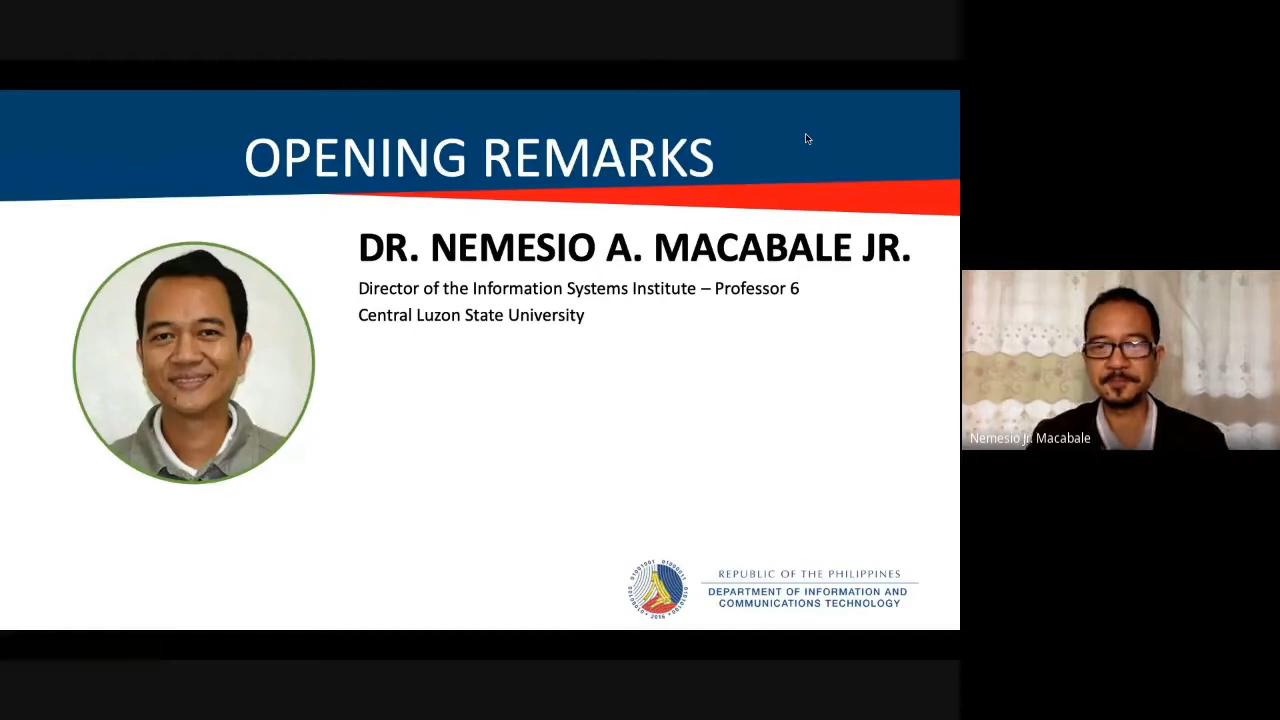 OPENING REMARKS
DR. NEMESIO A. MACABALE JR.
Director of the Information Systems Institute – Professor 6
Central Luzon State University
Nemesio Jr. Macabale
REPUBLIC OF THE PHILIPPINES
DEPARTMENT OF INFORMATION AND
COMMUNICATIONS TECHNOLOGY
2016